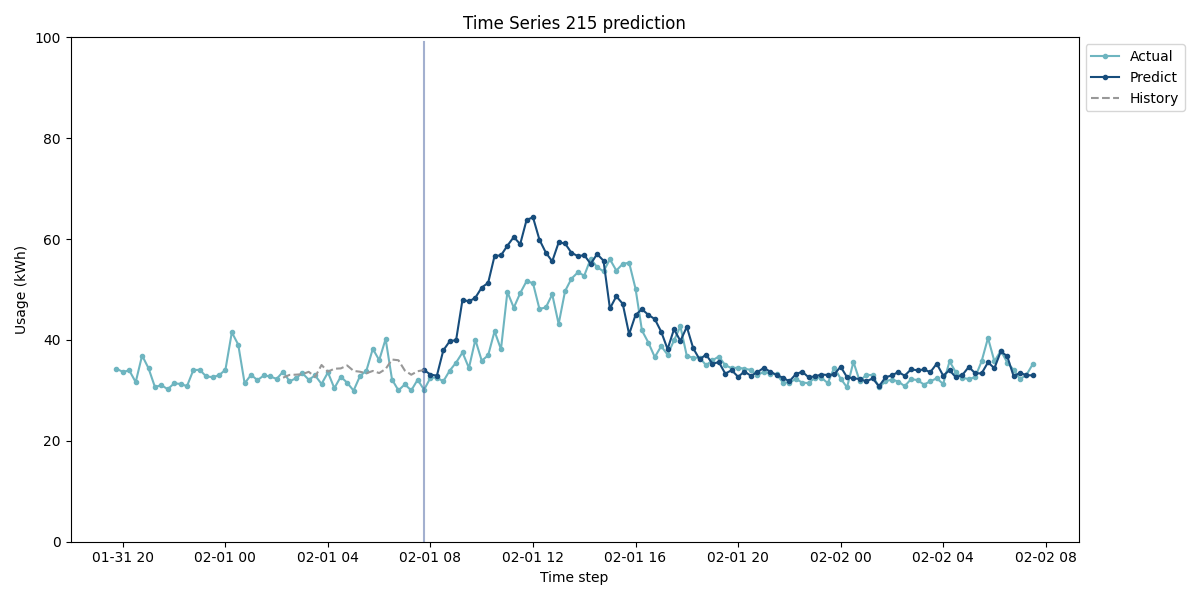 Time Series 215 prediction
Usage (kWh)
100
80
60
40
20
0
01-31 20
02-01 00
02-01 04
02-01 08
02-01 12
02-01 16
02-01 20
02-02 00
02-02 04
02-02 08
Time step
Actual
Predict
History